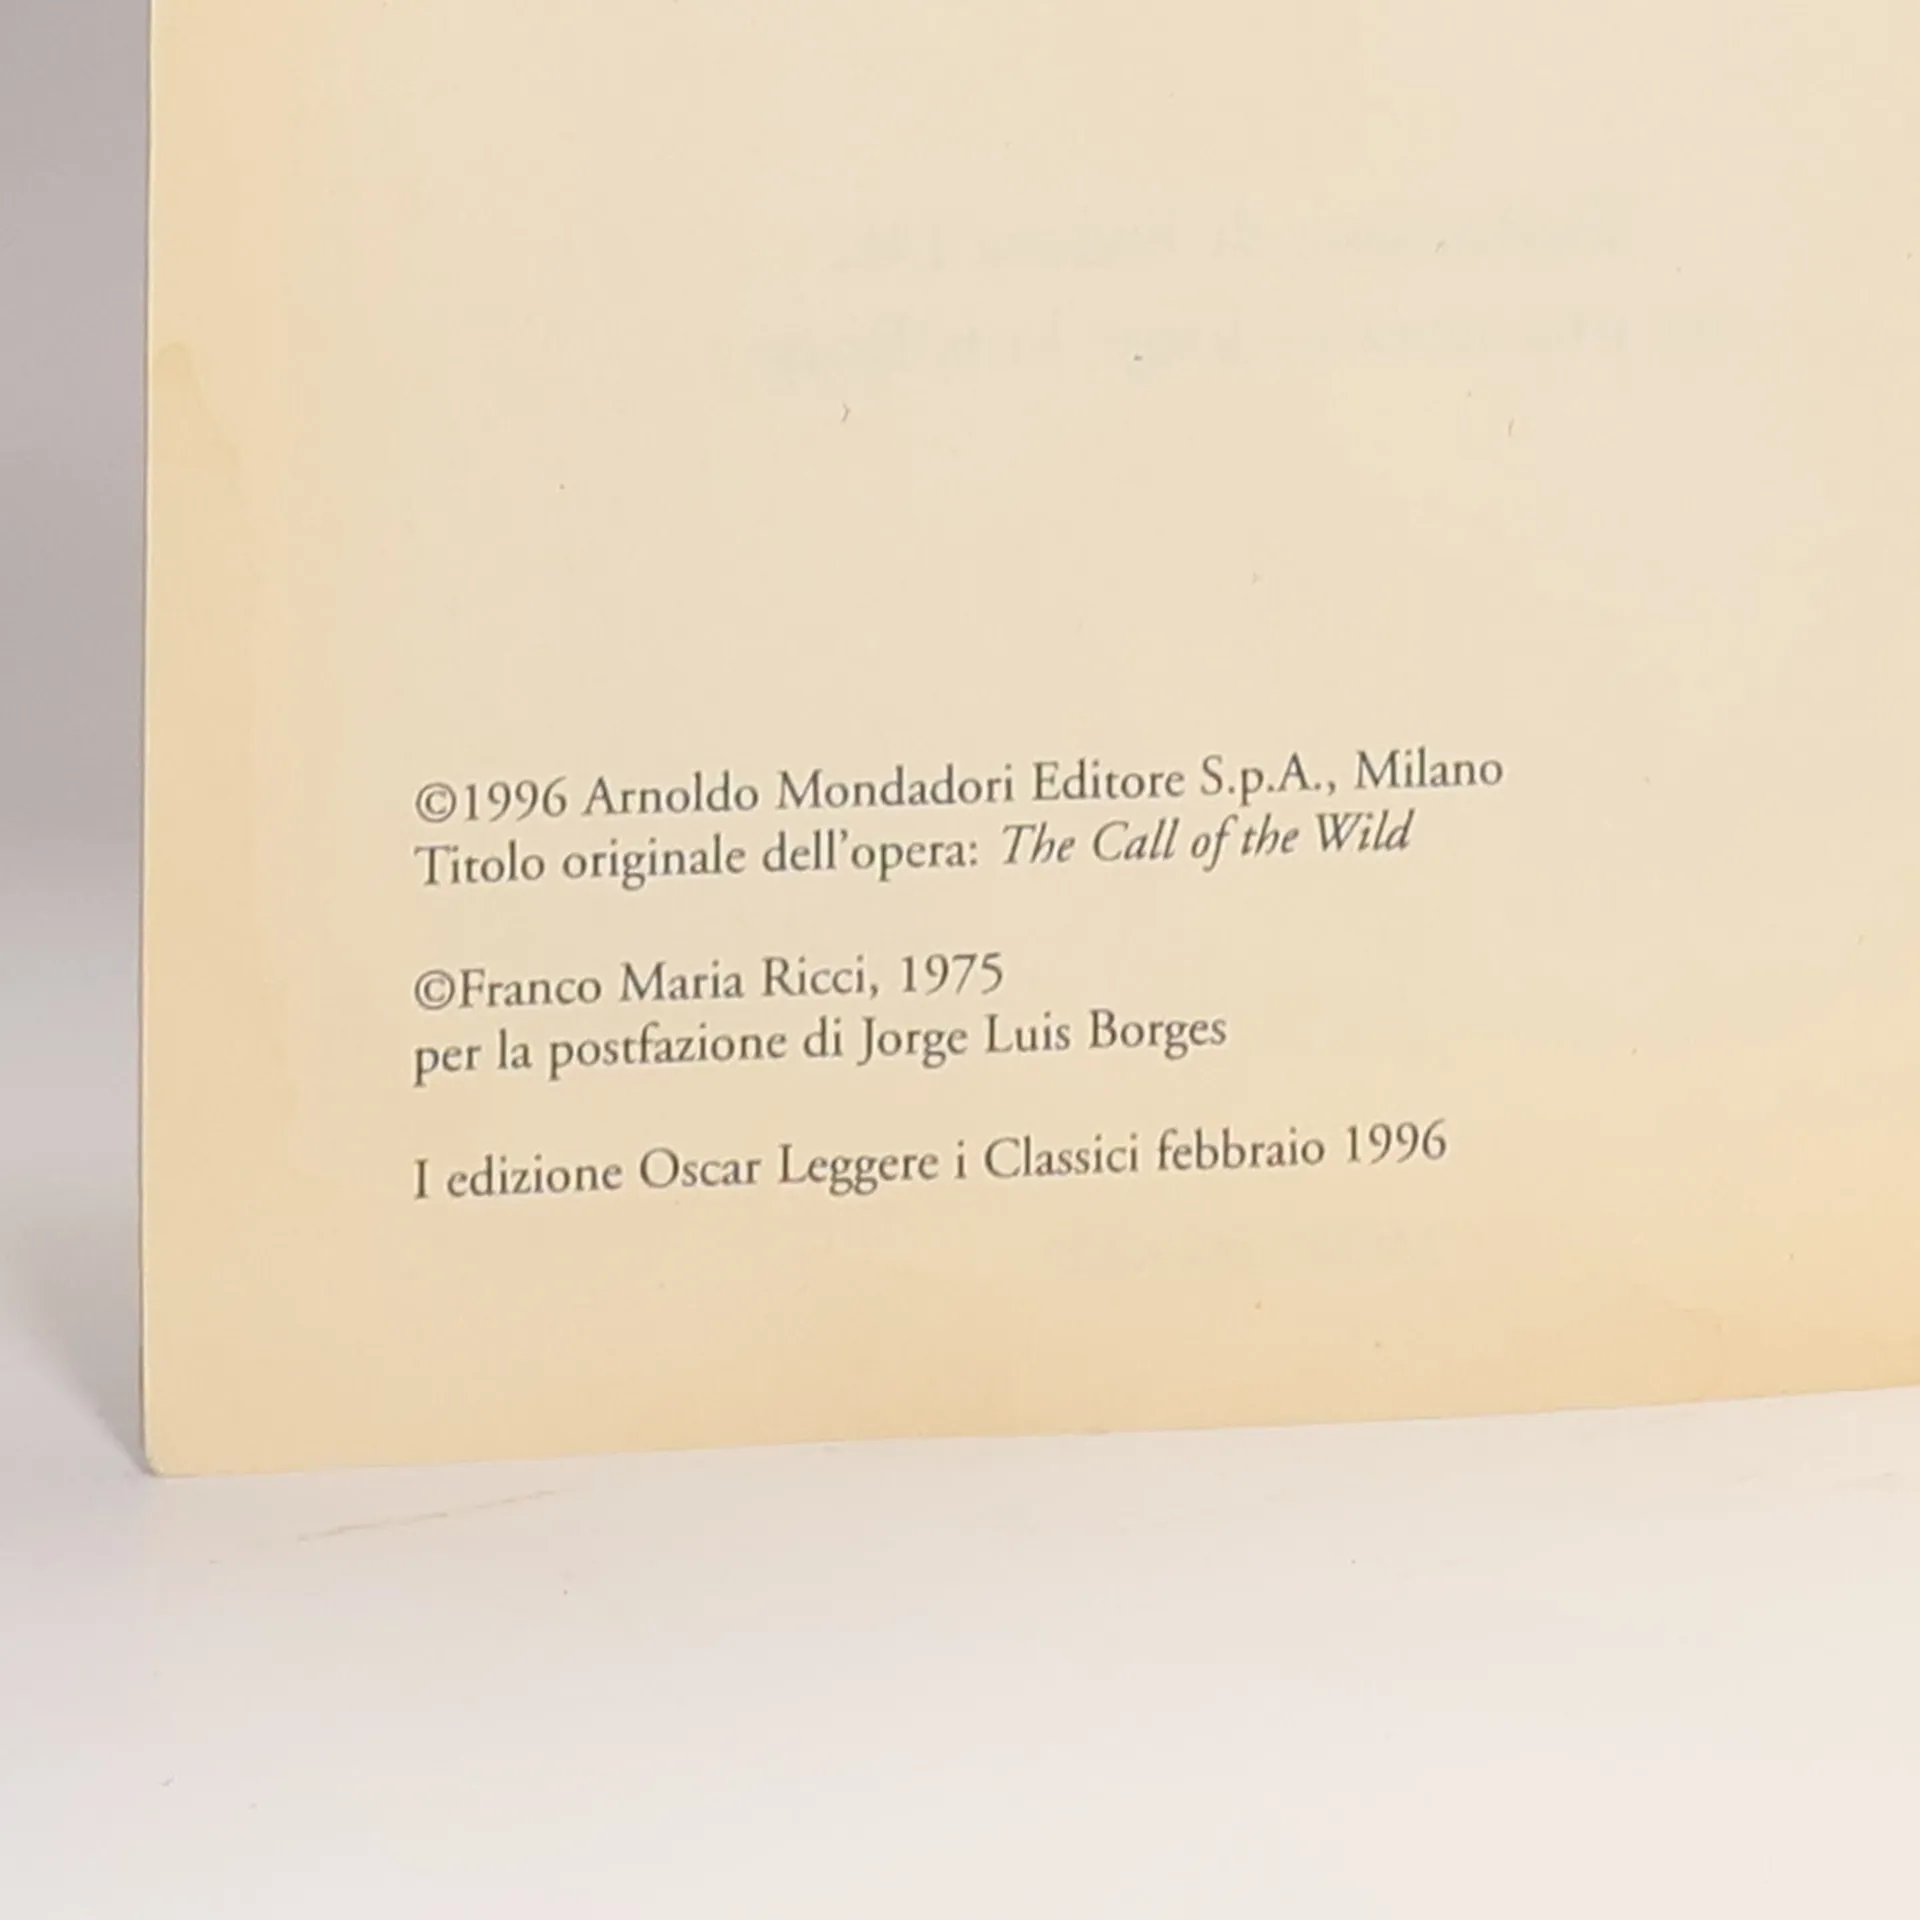 ©1996 Arnoldo Mondadori Editore S.p.A., Milano
Titolo originale dell'opera: The Call of the Wild
©Franco Maria Ricci, 1975
per la postfazione di Jorge Luis Borges
I edizione Oscar Leggere i Classici febbraio 1996